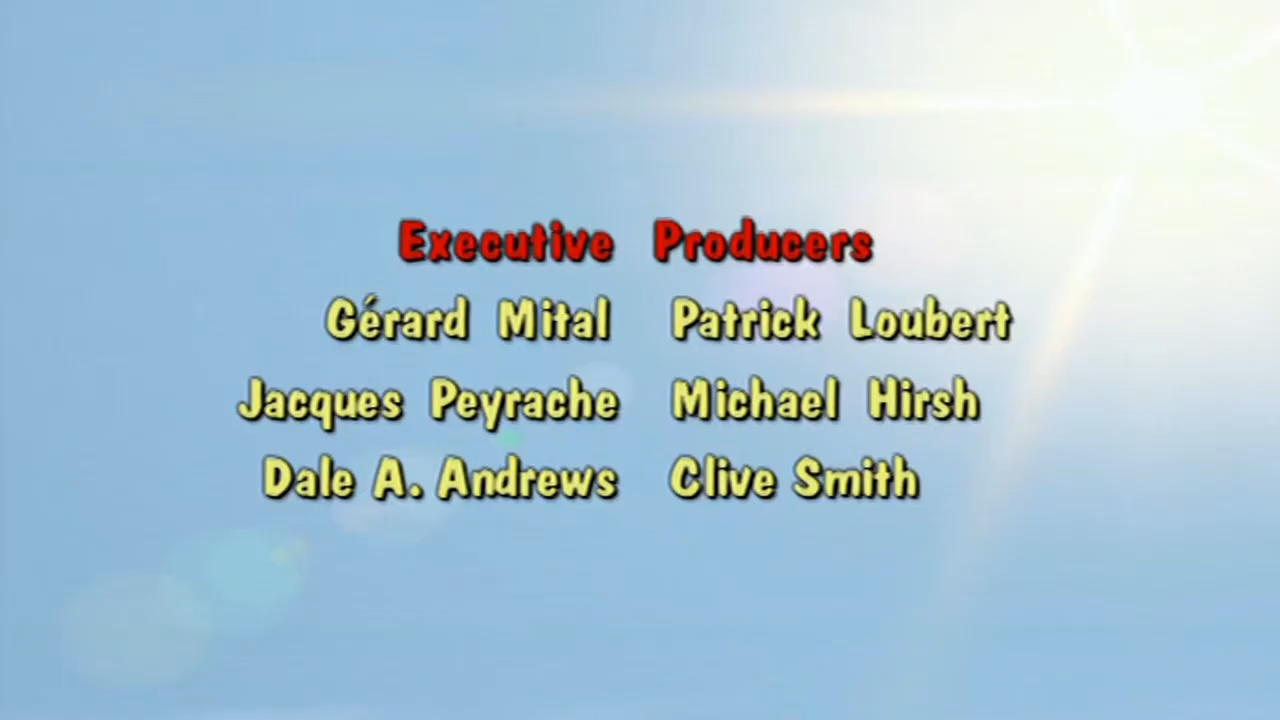 Executive Producers
Gérard Mital Patrick Loubert
Jacques Peyrache Michael Hirsh
Dale A. Andrews Clive Smith